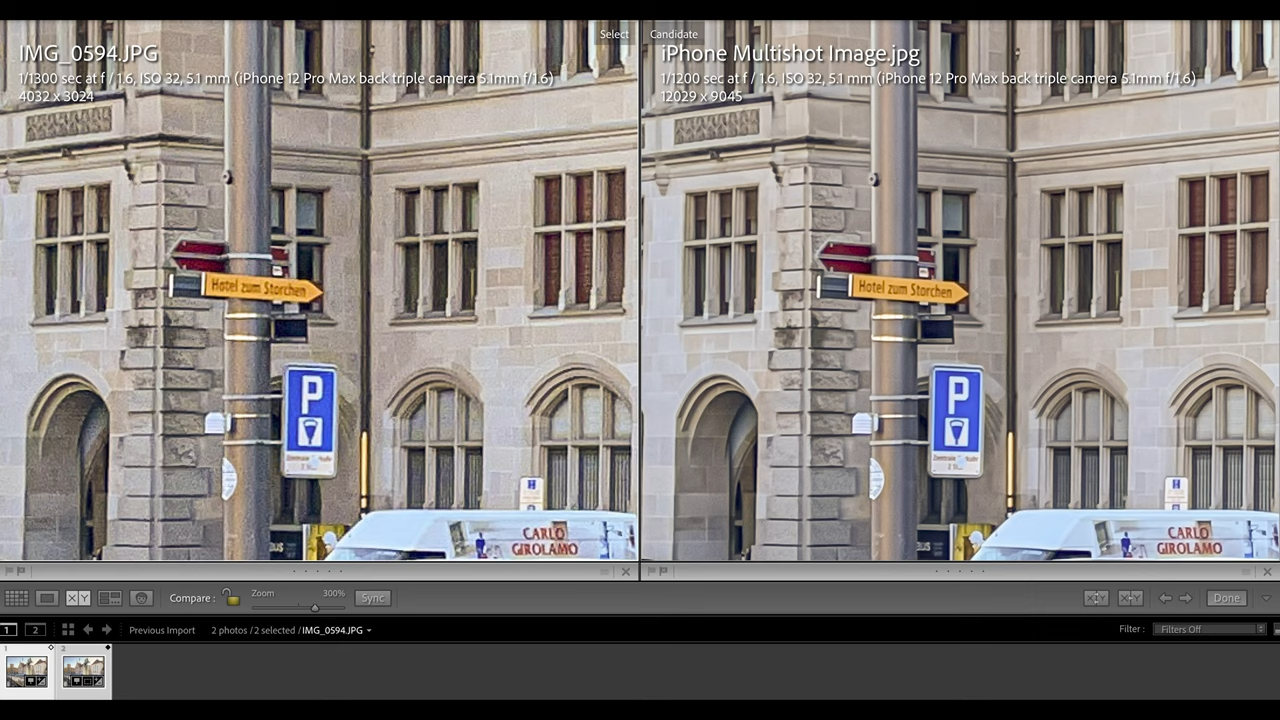 Select
Candidate
IMG_0594.JPG
1/1300 sec at f / 1.6, ISO 32, 5.1 mm (iPhone 12 Pro Max back triple camera 5.1mm f/1.6)
4032 x 3024
iPhone Multishot Image.jpg
1/1200 sec at f / 1.6, ISO 32, 5.1 mm (iPhone 12 Pro Max back triple camera 5.1mm f/1.6)
12029 x 9045
Hotel zum Storchen
Hotel zum Storchen
P
P
CARLO
GIROLAMO
CARLO
GIROLAMO
X Y
Compare :
Zoom
300%
Sync
Done
1
2
Previous Import
2 photos / 2 selected / IMG_0594.JPG
Filter :
Filters Off
1
2